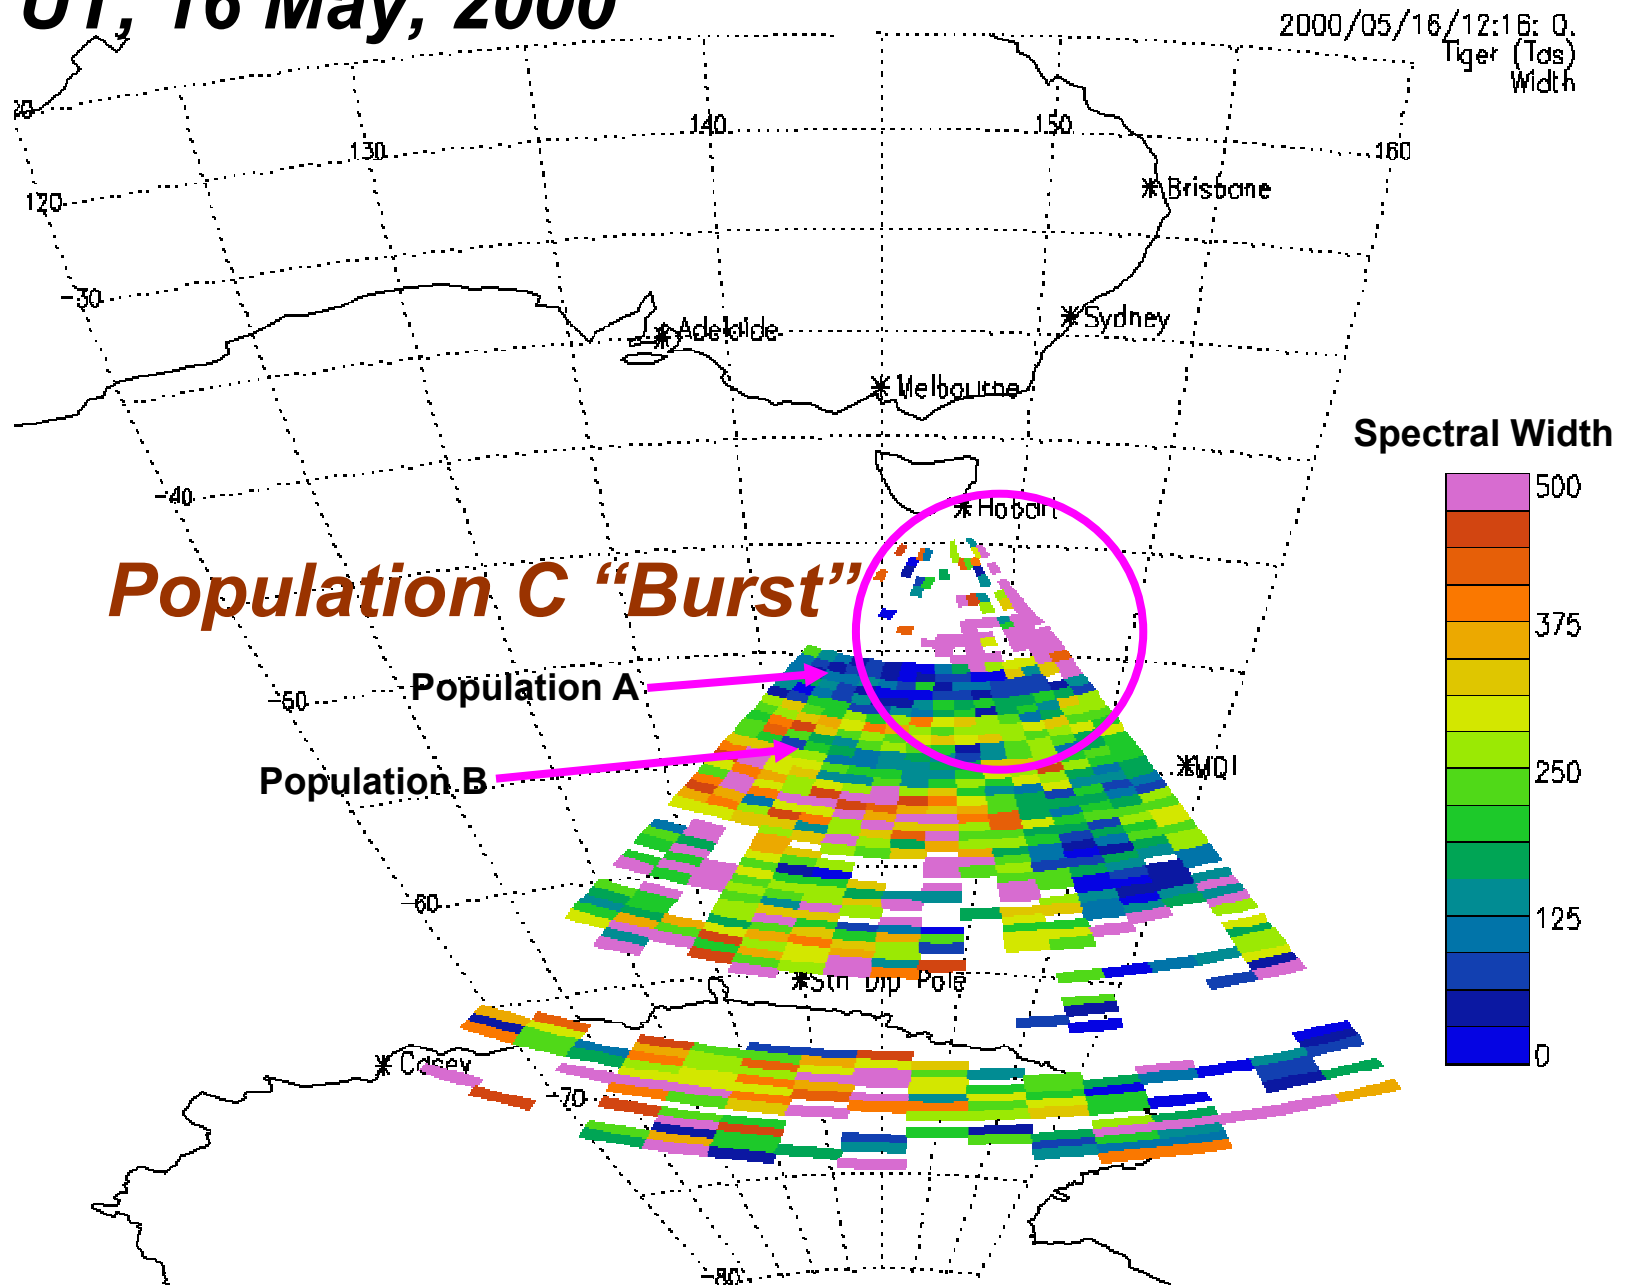 UT, 16 May, 2000
2000/05/16/12:16: 0.
Tiger (Tas)
Width
140
150
130
160
120
Brisbane
-30
Sydney
Adelaide
Melbourne
Spectral Width
-40
500
Hobart
Population C “Burst”
375
Population A
-50
Population B
MQI
250
-60
125
Sth Dip Pole
Casey
0
-70
-80